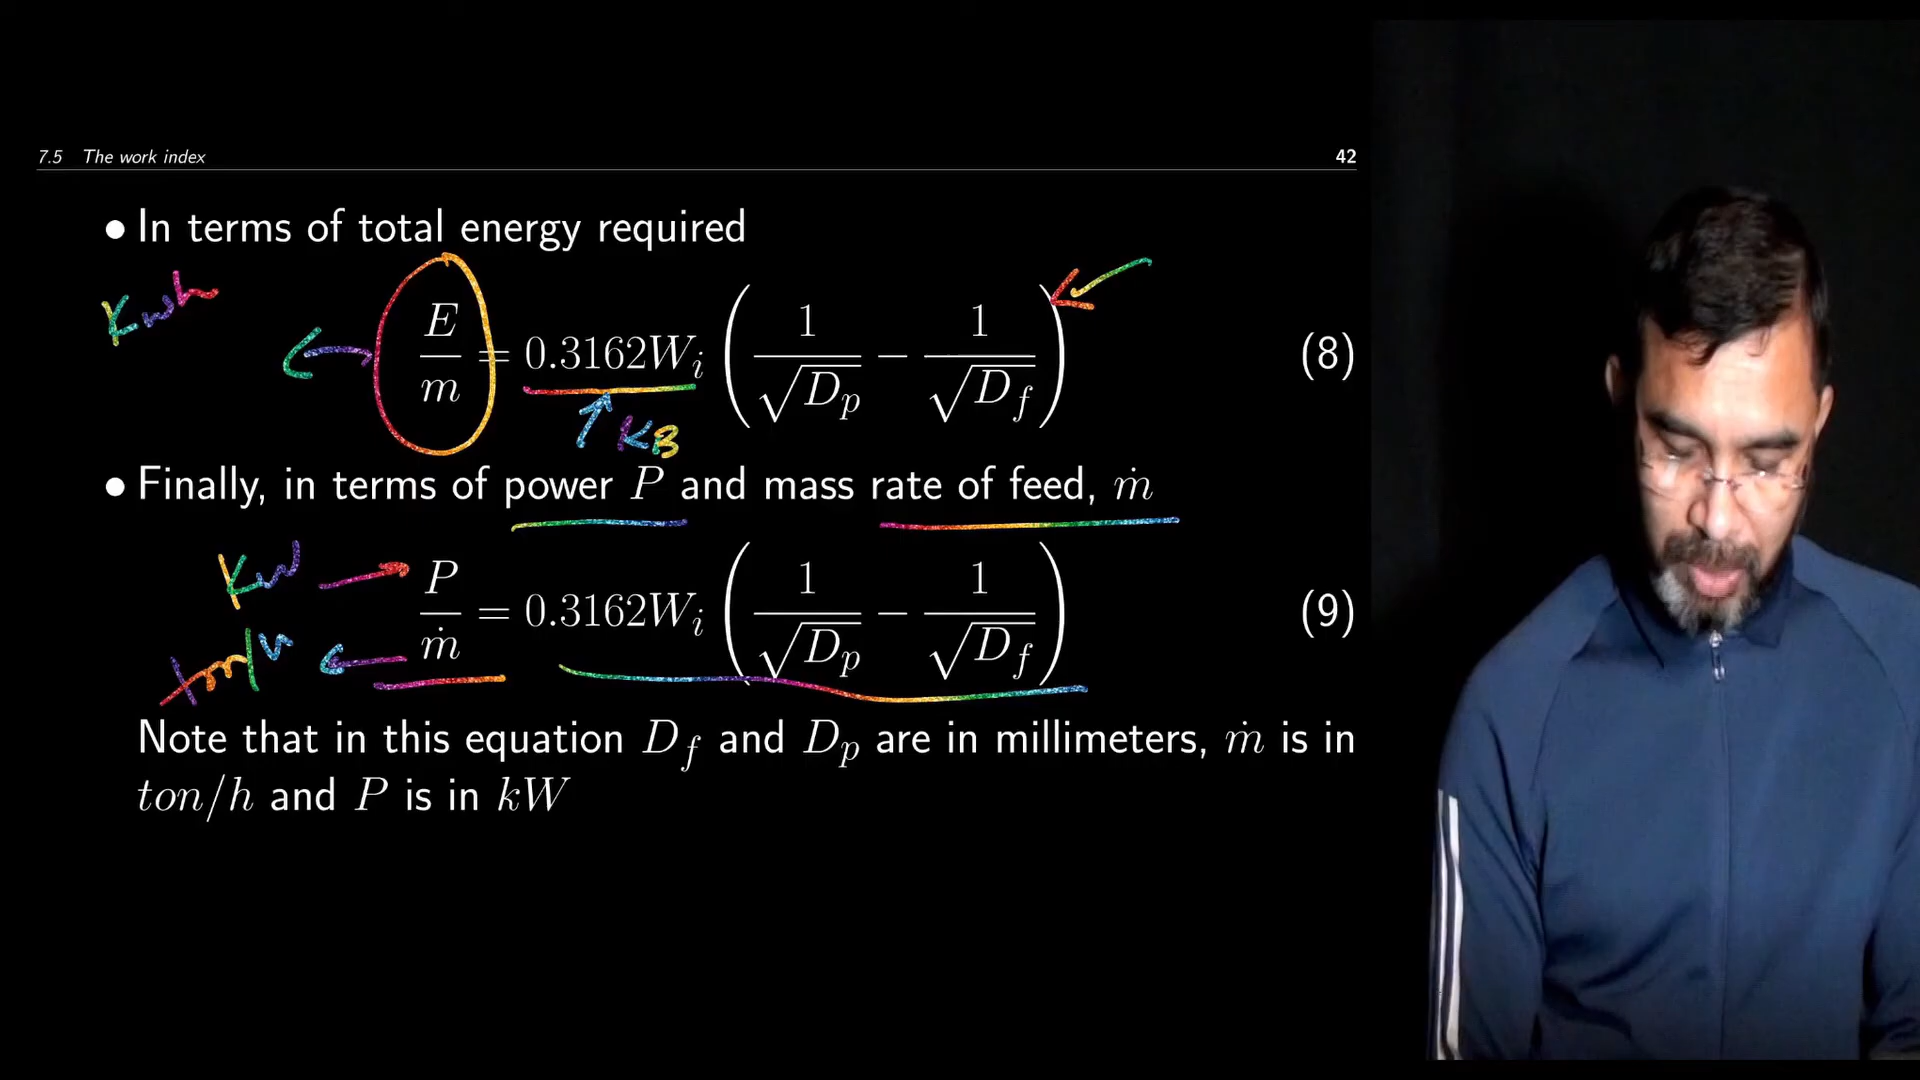 7.5 The work index 42
• In terms of total energy required
Kwh
E/m = 0.3162W_i (1/√D_p − 1/√D_f) (8)
KB
• Finally, in terms of power P and mass rate of feed, ṁ
Kw
P/ṁ = 0.3162W_i (1/√D_p − 1/√D_f) (9)
ton/h
Note that in this equation D_f and D_p are in millimeters, ṁ is in
ton/h and P is in kW